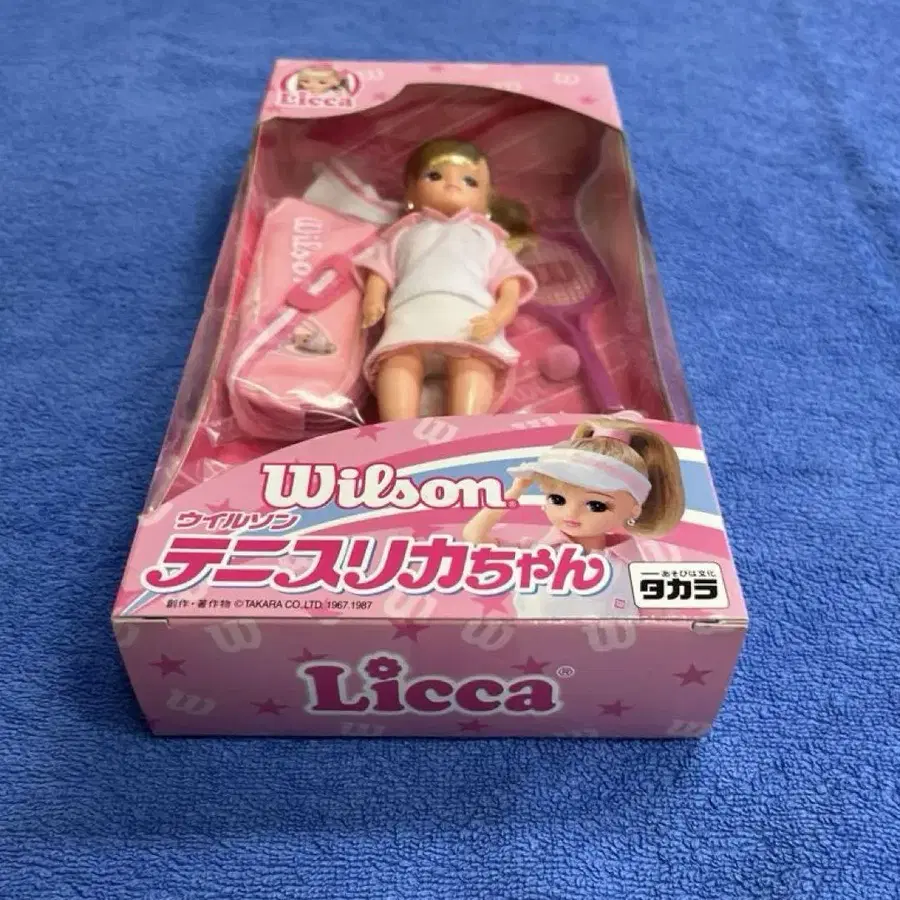 Licca
Wilson
Wilson
ウイルソン
テニスリカちゃん
創作・著作物 ©TAKARA CO.,LTD. 1967.1987
あそびは文化
タカラ
Licca®